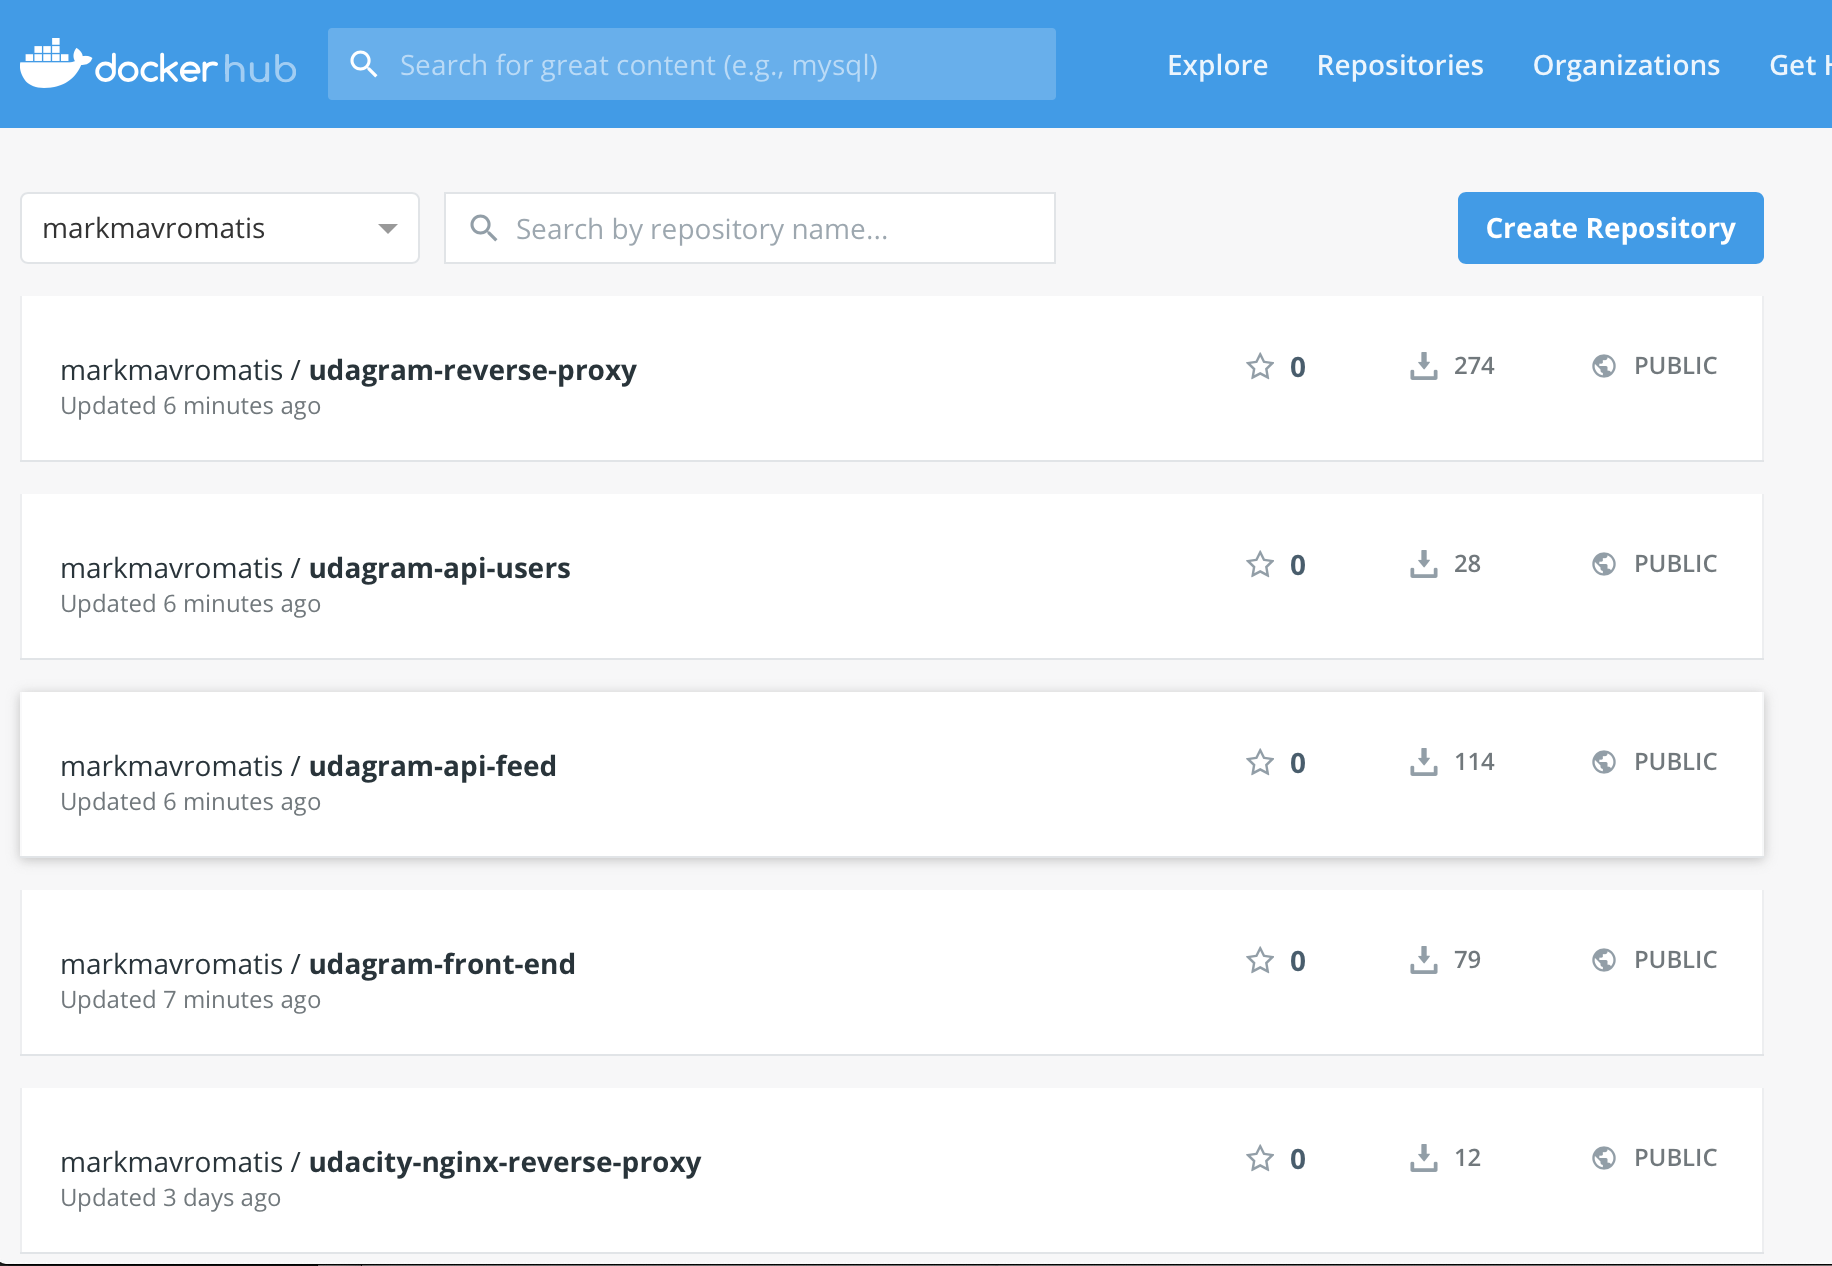 docker hub
Search for great content (e.g., mysql)
Explore
Repositories
Organizations
Get
markmavromatis
Search by repository name...
Create Repository
markmavromatis / udagram-reverse-proxy
0
274
PUBLIC
Updated 6 minutes ago
markmavromatis / udagram-api-users
0
28
PUBLIC
Updated 6 minutes ago
markmavromatis / udagram-api-feed
0
114
PUBLIC
Updated 6 minutes ago
markmavromatis / udagram-front-end
0
79
PUBLIC
Updated 7 minutes ago
markmavromatis / udacity-nginx-reverse-proxy
0
12
PUBLIC
Updated 3 days ago